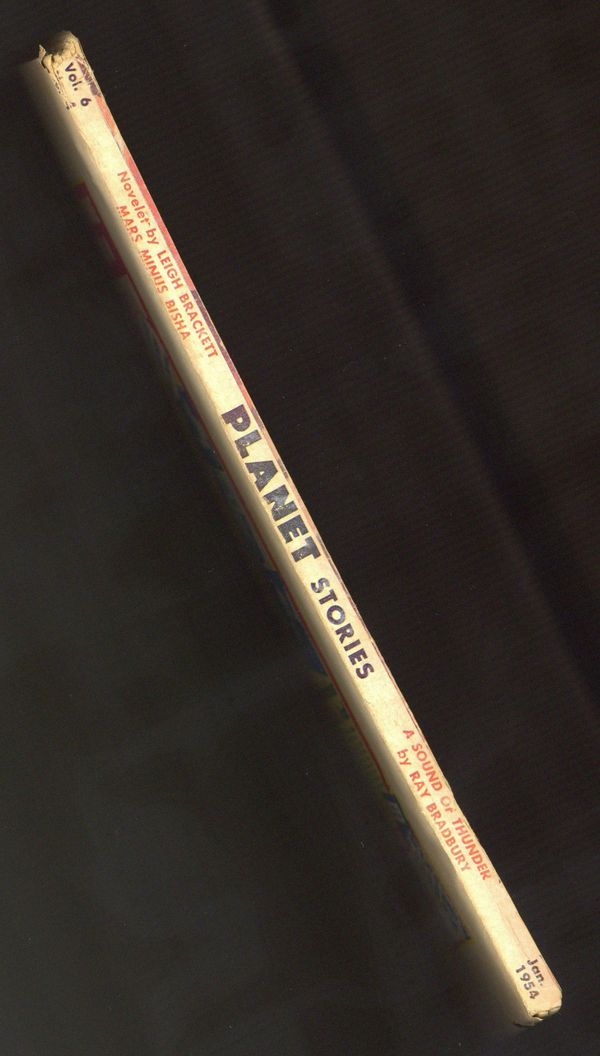 Vol. 6
Novelet by LEIGH BRACKETT
MARS MINUS BISHA
PLANET STORIES
A SOUND OF THUNDER
by RAY BRADBURY
Jan.
1954